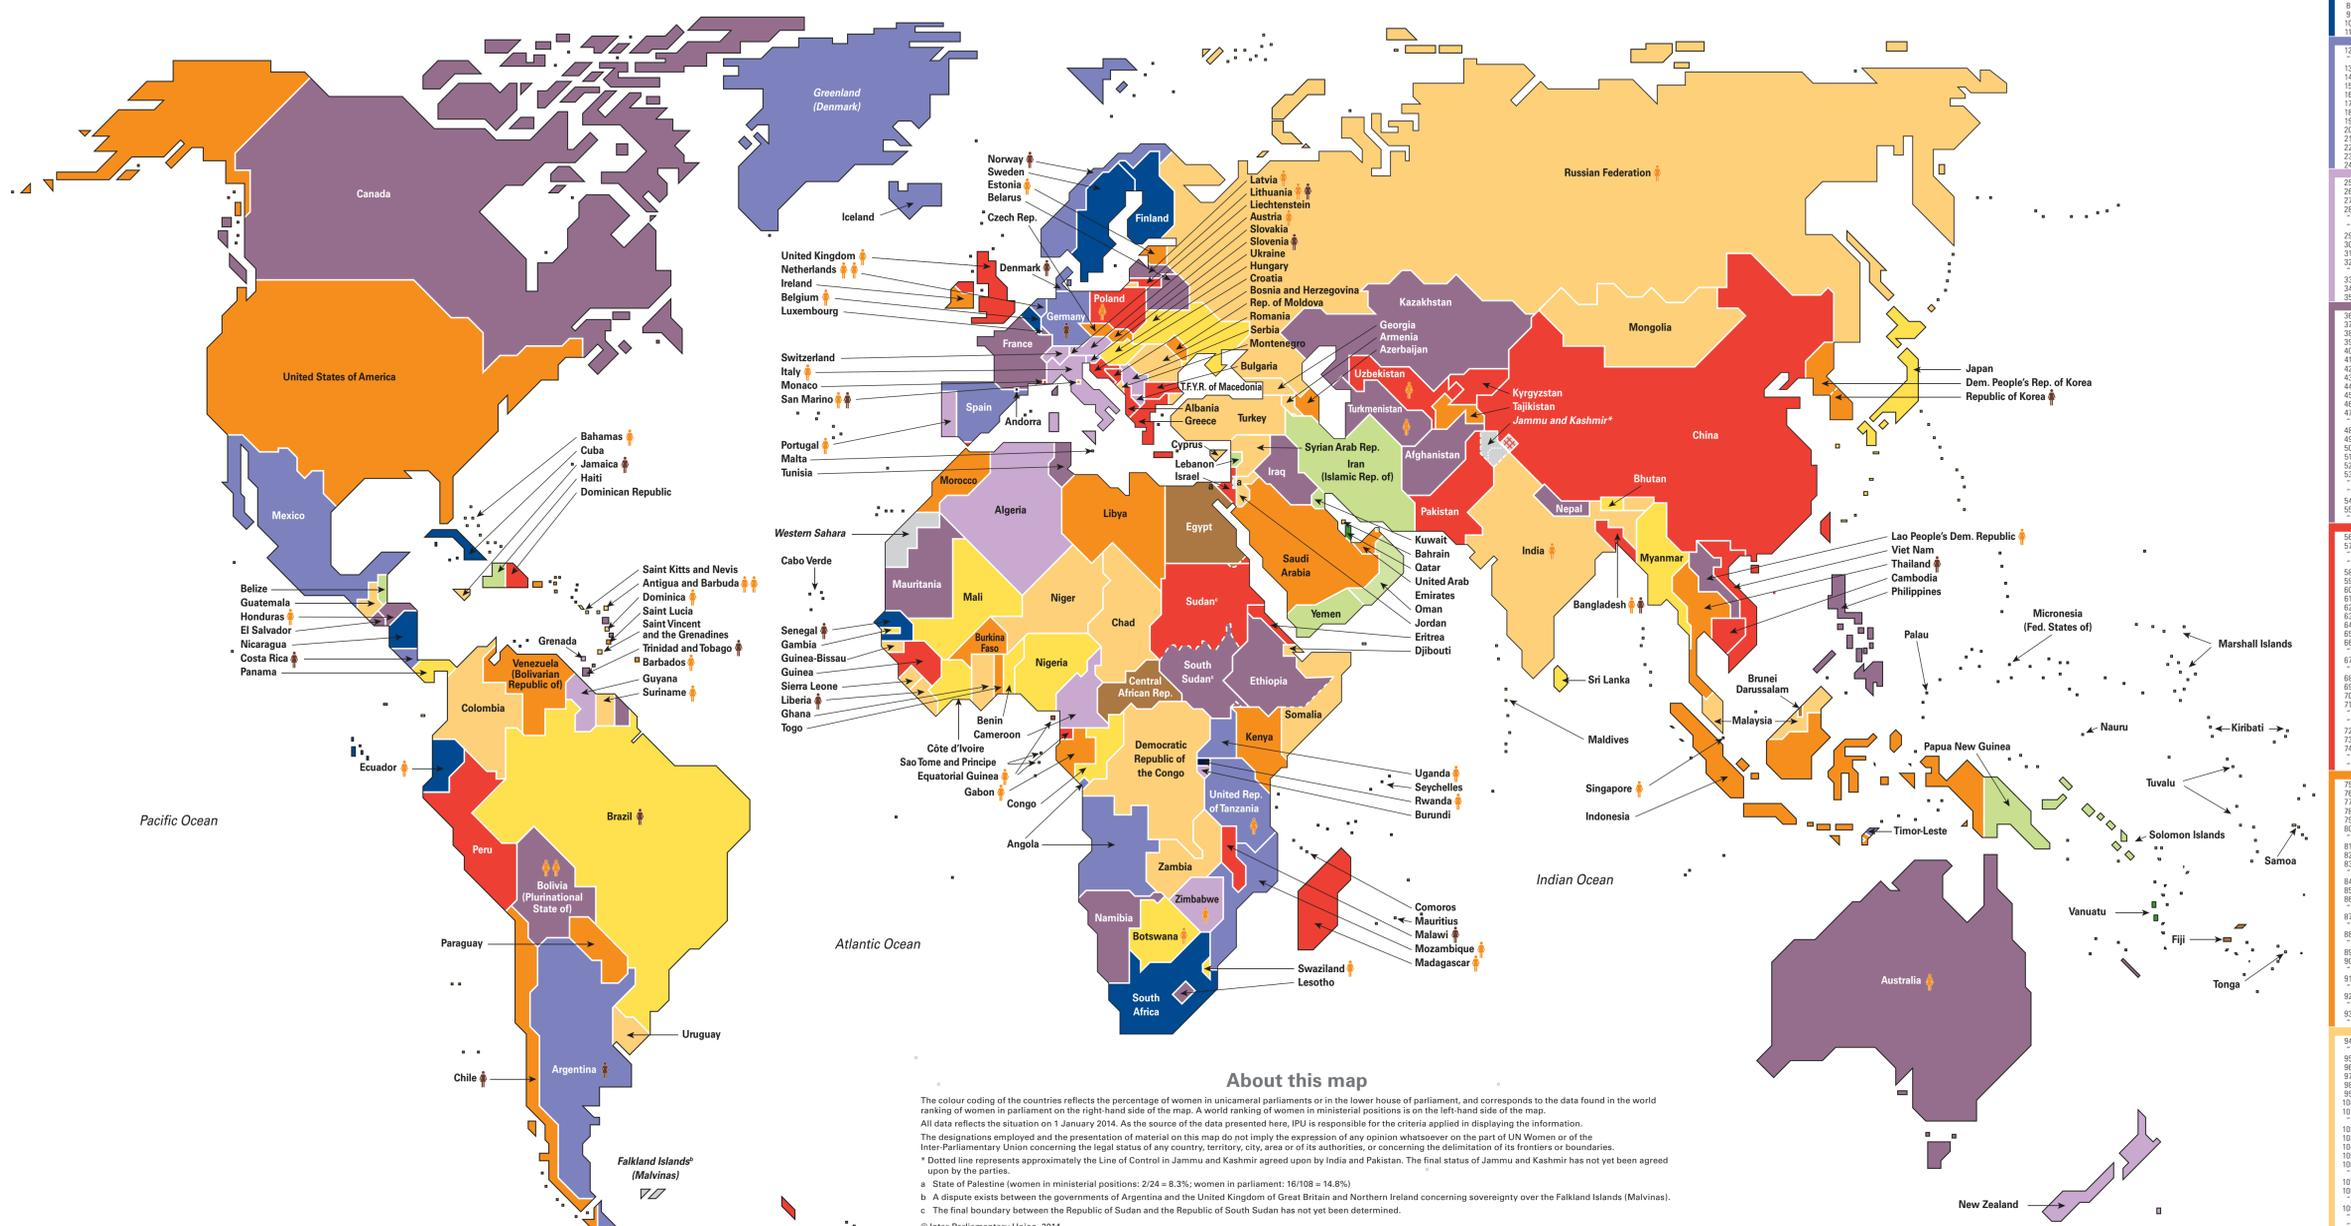 Greenland
(Denmark)
Canada
Iceland
United States of America
Mexico
Bahamas
Cuba
Jamaica
Haiti
Dominican Republic
Belize
Guatemala
Honduras
El Salvador
Nicaragua
Costa Rica
Panama
Saint Kitts and Nevis
Antigua and Barbuda
Dominica
Saint Lucia
Saint Vincent
and the Grenadines
Trinidad and Tobago
Barbados
Guyana
Suriname
Grenada
Venezuela
(Bolivarian
Republic of)
Colombia
Ecuador
Peru
Brazil
Bolivia
(Plurinational
State of)
Paraguay
Uruguay
Argentina
Chile
Falkland Islandsᵇ
(Malvinas)
Pacific Ocean
Atlantic Ocean
Indian Ocean
Norway
Sweden
Estonia
Belarus
Czech Rep.
Finland
United Kingdom
Netherlands
Ireland
Belgium
Luxembourg
Denmark
Poland
Germany
France
Switzerland
Italy
Monaco
San Marino
Spain
Andorra
Portugal
Malta
Tunisia
Latvia
Lithuania
Liechtenstein
Austria
Slovakia
Slovenia
Ukraine
Hungary
Croatia
Bosnia and Herzegovina
Rep. of Moldova
Romania
Serbia
Montenegro
Bulgaria
T.F.Y.R. of Macedonia
Albania
Greece
Turkey
Cyprus
Lebanon
Israel
a
a
Syrian Arab Rep.
Iraq
Iran
(Islamic Rep. of)
Georgia
Armenia
Azerbaijan
Russian Federation
Kazakhstan
Uzbekistan
Turkmenistan
Afghanistan
Kyrgyzstan
Tajikistan
Jammu and Kashmir*
Mongolia
China
Pakistan
Nepal
Bhutan
India
Bangladesh
Myanmar
Sri Lanka
Maldives
Japan
Dem. People's Rep. of Korea
Republic of Korea
Lao People's Dem. Republic
Viet Nam
Thailand
Cambodia
Philippines
Brunei
Darussalam
Malaysia
Singapore
Indonesia
Timor-Leste
Papua New Guinea
Palau
Micronesia
(Fed. States of)
Marshall Islands
Nauru
Kiribati
Tuvalu
Solomon Islands
Samoa
Vanuatu
Fiji
Tonga
Australia
New Zealand
Morocco
Algeria
Libya
Egypt
Western Sahara
Cabo Verde
Mauritania
Mali
Niger
Chad
Sudanᶜ
Saudi
Arabia
Yemen
Kuwait
Bahrain
Qatar
United Arab
Emirates
Oman
Jordan
Eritrea
Djibouti
Senegal
Gambia
Guinea-Bissau
Guinea
Sierra Leone
Liberia
Ghana
Togo
Burkina
Faso
Nigeria
Benin
Cameroon
Côte d'Ivoire
Sao Tome and Principe
Equatorial Guinea
Gabon
Congo
Angola
Central
African Rep.
South
Sudanᶜ
Ethiopia
Somalia
Kenya
Democratic
Republic of
the Congo
Uganda
Seychelles
Rwanda
Burundi
United Rep.
of Tanzania
Zambia
Zimbabwe
Namibia
Botswana
South
Africa
Comoros
Mauritius
Malawi
Mozambique
Madagascar
Swaziland
Lesotho
About this map
The colour coding of the countries reflects the percentage of women in unicameral parliaments or in the lower house of parliament, and corresponds to the data found in the world
ranking of women in parliament on the right-hand side of the map. A world ranking of women in ministerial positions is on the left-hand side of the map.
All data reflects the situation on 1 January 2014. As the source of the data presented here, IPU is responsible for the criteria applied in displaying the information.
The designations employed and the presentation of material on this map do not imply the expression of any opinion whatsoever on the part of UN Women or of the
Inter-Parliamentary Union concerning the legal status of any country, territory, city, area or of its authorities, or concerning the delimitation of its frontiers or boundaries.
* Dotted line represents approximately the Line of Control in Jammu and Kashmir agreed upon by India and Pakistan. The final status of Jammu and Kashmir has not yet been agreed
upon by the parties.
a State of Palestine (women in ministerial positions: 2/24 = 8.3%; women in parliament: 16/108 = 14.8%)
b A dispute exists between the governments of Argentina and the United Kingdom of Great Britain and Northern Ireland concerning sovereignty over the Falkland Islands (Malvinas).
c The final boundary between the Republic of Sudan and the Republic of South Sudan has not yet been determined.
© Inter-Parliamentary Union, 2014